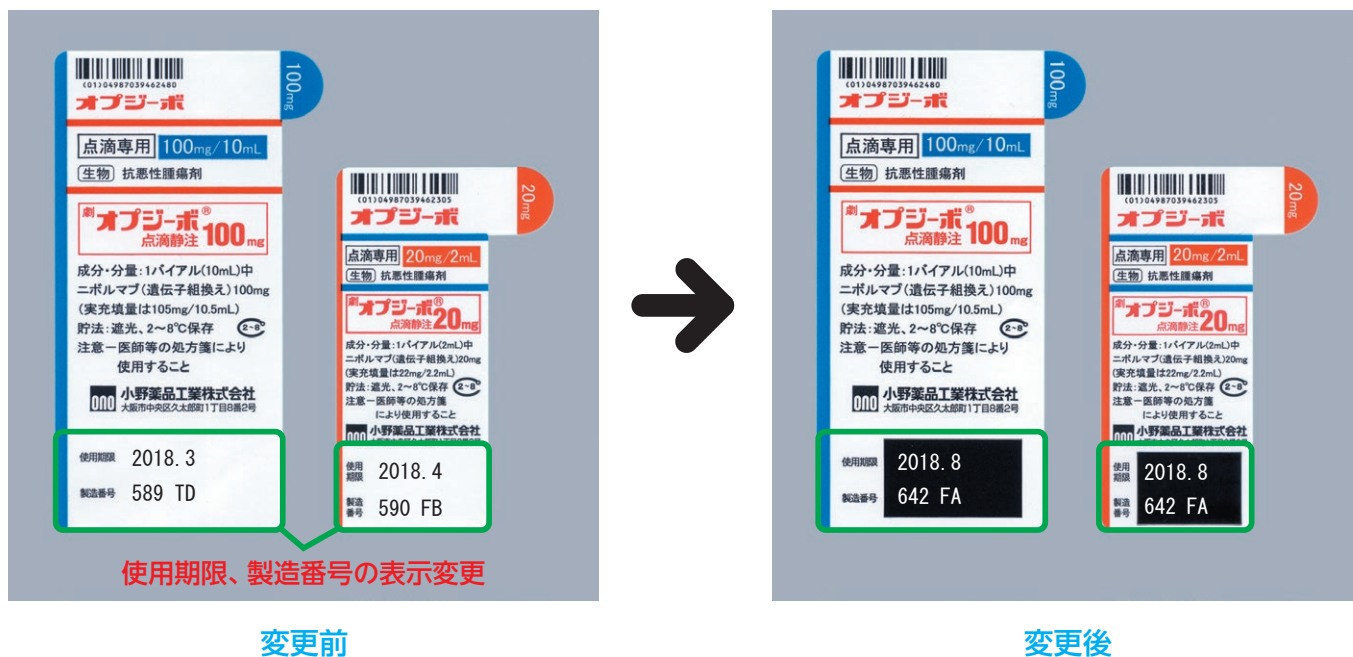 (01)04987039462480
オプジーボ
100mg
点滴専用 100mg/10mL
生物 抗悪性腫瘍剤
劇 オプジーボ®
点滴静注 100mg
成分・分量:1バイアル(10mL)中
ニボルマブ(遺伝子組換え)100mg
(実充填量は105mg/10.5mL)
貯法:遮光、2~8℃保存 2~8°
注意-医師等の処方箋により
使用すること
ono 小野薬品工業株式会社
大阪市中央区久太郎町1丁目8番2号
使用期限 2018.3
製造番号 589 TD
(01)04987039462305
オプジーボ
20mg
点滴専用 20mg/2mL
生物 抗悪性腫瘍剤
劇 オプジーボ®
点滴静注 20mg
成分・分量:1バイアル(2mL)中
ニボルマブ(遺伝子組換え)20mg
(実充填量は22mg/2.2mL)
貯法:遮光、2~8℃保存 2~8°
注意-医師等の処方箋
により使用すること
ono 小野薬品工業株式会社
使用
期限 2018.4
製造
番号 590 FB
使用期限、製造番号の表示変更
変更前
(01)04987039462480
オプジーボ
100mg
点滴専用 100mg/10mL
生物 抗悪性腫瘍剤
劇 オプジーボ®
点滴静注 100mg
成分・分量:1バイアル(10mL)中
ニボルマブ(遺伝子組換え)100mg
(実充填量は105mg/10.5mL)
貯法:遮光、2~8℃保存 2~8°
注意-医師等の処方箋により
使用すること
ono 小野薬品工業株式会社
大阪市中央区久太郎町1丁目8番2号
使用期限 2018.8
製造番号 642 FA
(01)04987039462305
オプジーボ
20mg
点滴専用 20mg/2mL
生物 抗悪性腫瘍剤
劇 オプジーボ®
点滴静注 20mg
成分・分量:1バイアル(2mL)中
ニボルマブ(遺伝子組換え)20mg
(実充填量は22mg/2.2mL)
貯法:遮光、2~8℃保存 2~8°
注意-医師等の処方箋
により使用すること
ono 小野薬品工業株式会社
使用
期限 2018.8
製造
番号 642 FA
変更後